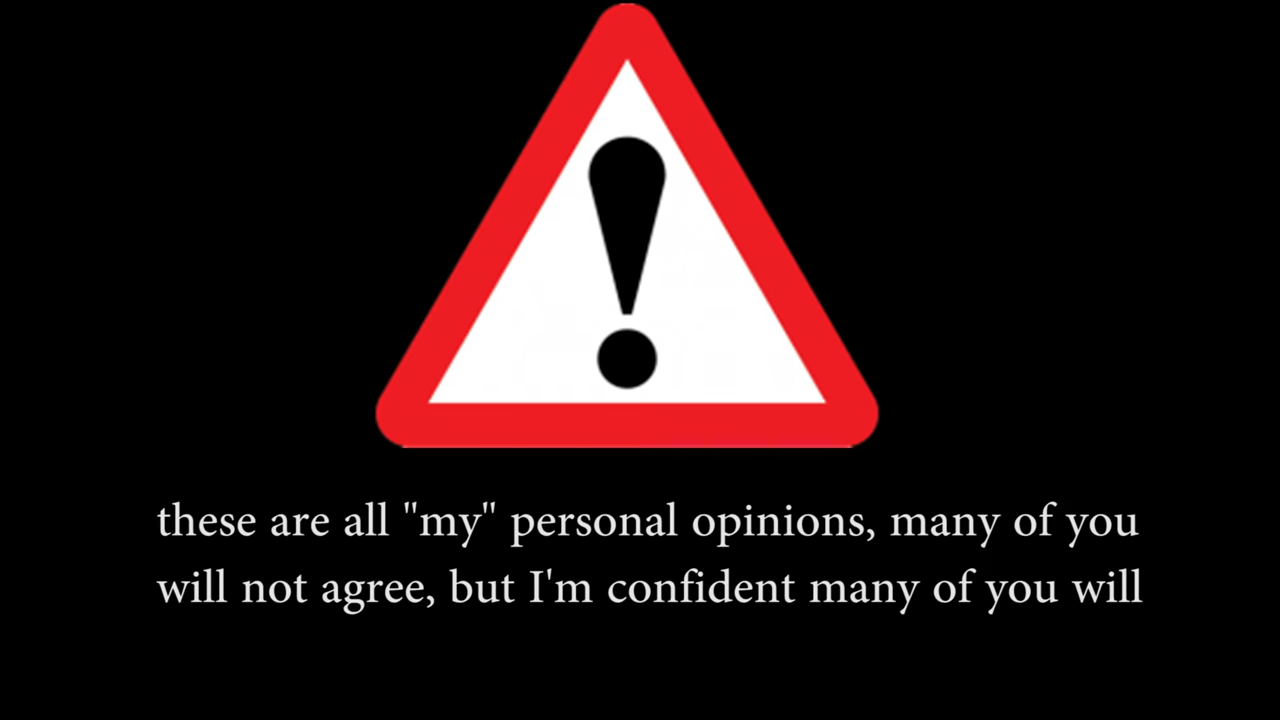 these are all "my" personal opinions, many of you
will not agree, but I'm confident many of you will